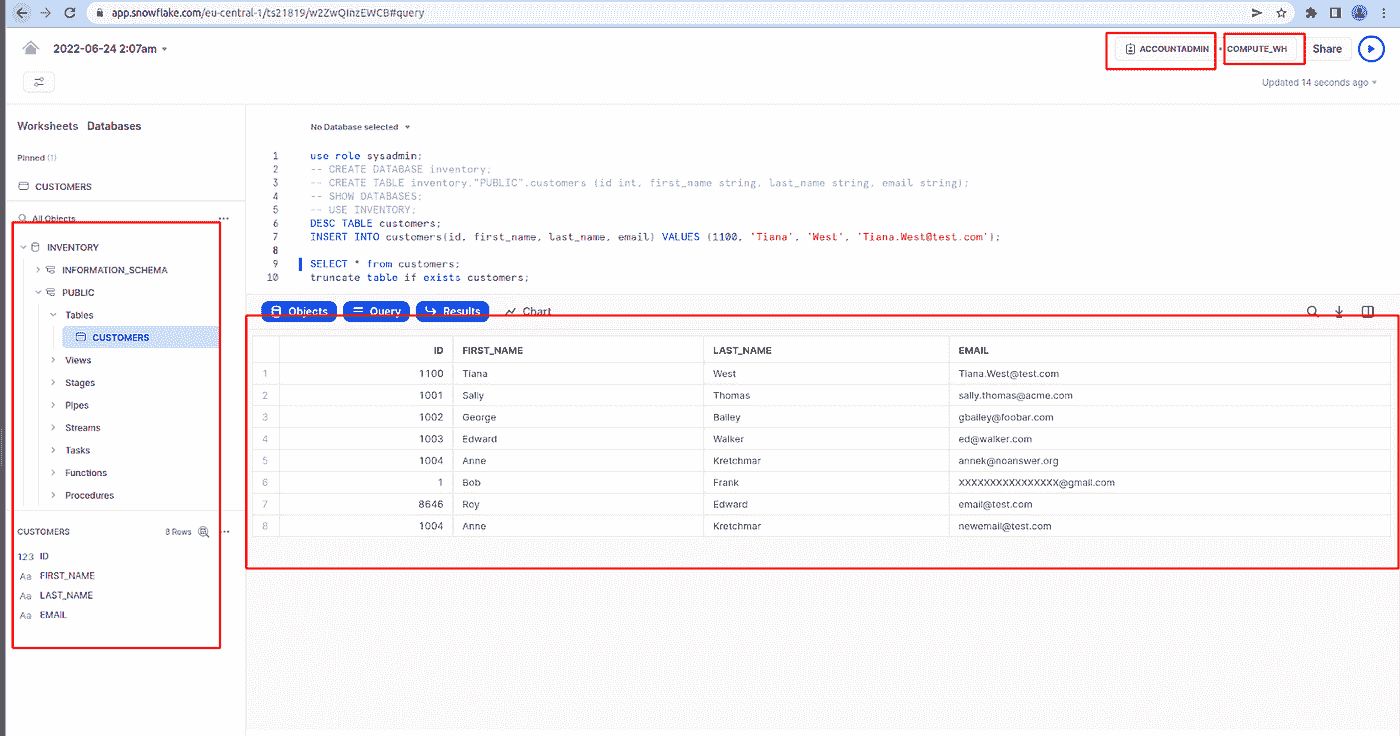 app.snowflake.com/eu-central-1/ts21819/w2ZwQInzEWCB#query
2022-06-24 2:07am
ACCOUNTADMIN
COMPUTE_WH
Share
Updated 14 seconds ago
Worksheets Databases
Pinned (1)
CUSTOMERS
All Objects
INVENTORY
INFORMATION_SCHEMA
PUBLIC
Tables
CUSTOMERS
Views
Stages
Pipes
Streams
Tasks
Functions
Procedures
CUSTOMERS 8 Rows
123 ID
Aa FIRST_NAME
Aa LAST_NAME
Aa EMAIL
No Database selected
1 use role sysadmin;
2 -- CREATE DATABASE inventory;
3 -- CREATE TABLE inventory."PUBLIC".customers (id int, first_name string, last_name string, email string);
4 -- SHOW DATABASES;
5 -- USE INVENTORY;
6 DESC TABLE customers;
7 INSERT INTO customers(id, first_name, last_name, email) VALUES (1100, 'Tiana', 'West', 'Tiana.West@test.com');
8
9 SELECT * from customers;
10 truncate table if exists customers;
Objects Query Results Chart
ID FIRST_NAME LAST_NAME EMAIL
1 1100 Tiana West Tiana.West@test.com
2 1001 Sally Thomas sally.thomas@acme.com
3 1002 George Bailey gbailey@foobar.com
4 1003 Edward Walker ed@walker.com
5 1004 Anne Kretchmar annek@noanswer.org
6 1 Bob Frank XXXXXXXXXXXXXXXX@gmail.com
7 8646 Roy Edward email@test.com
8 1004 Anne Kretchmar newemail@test.com